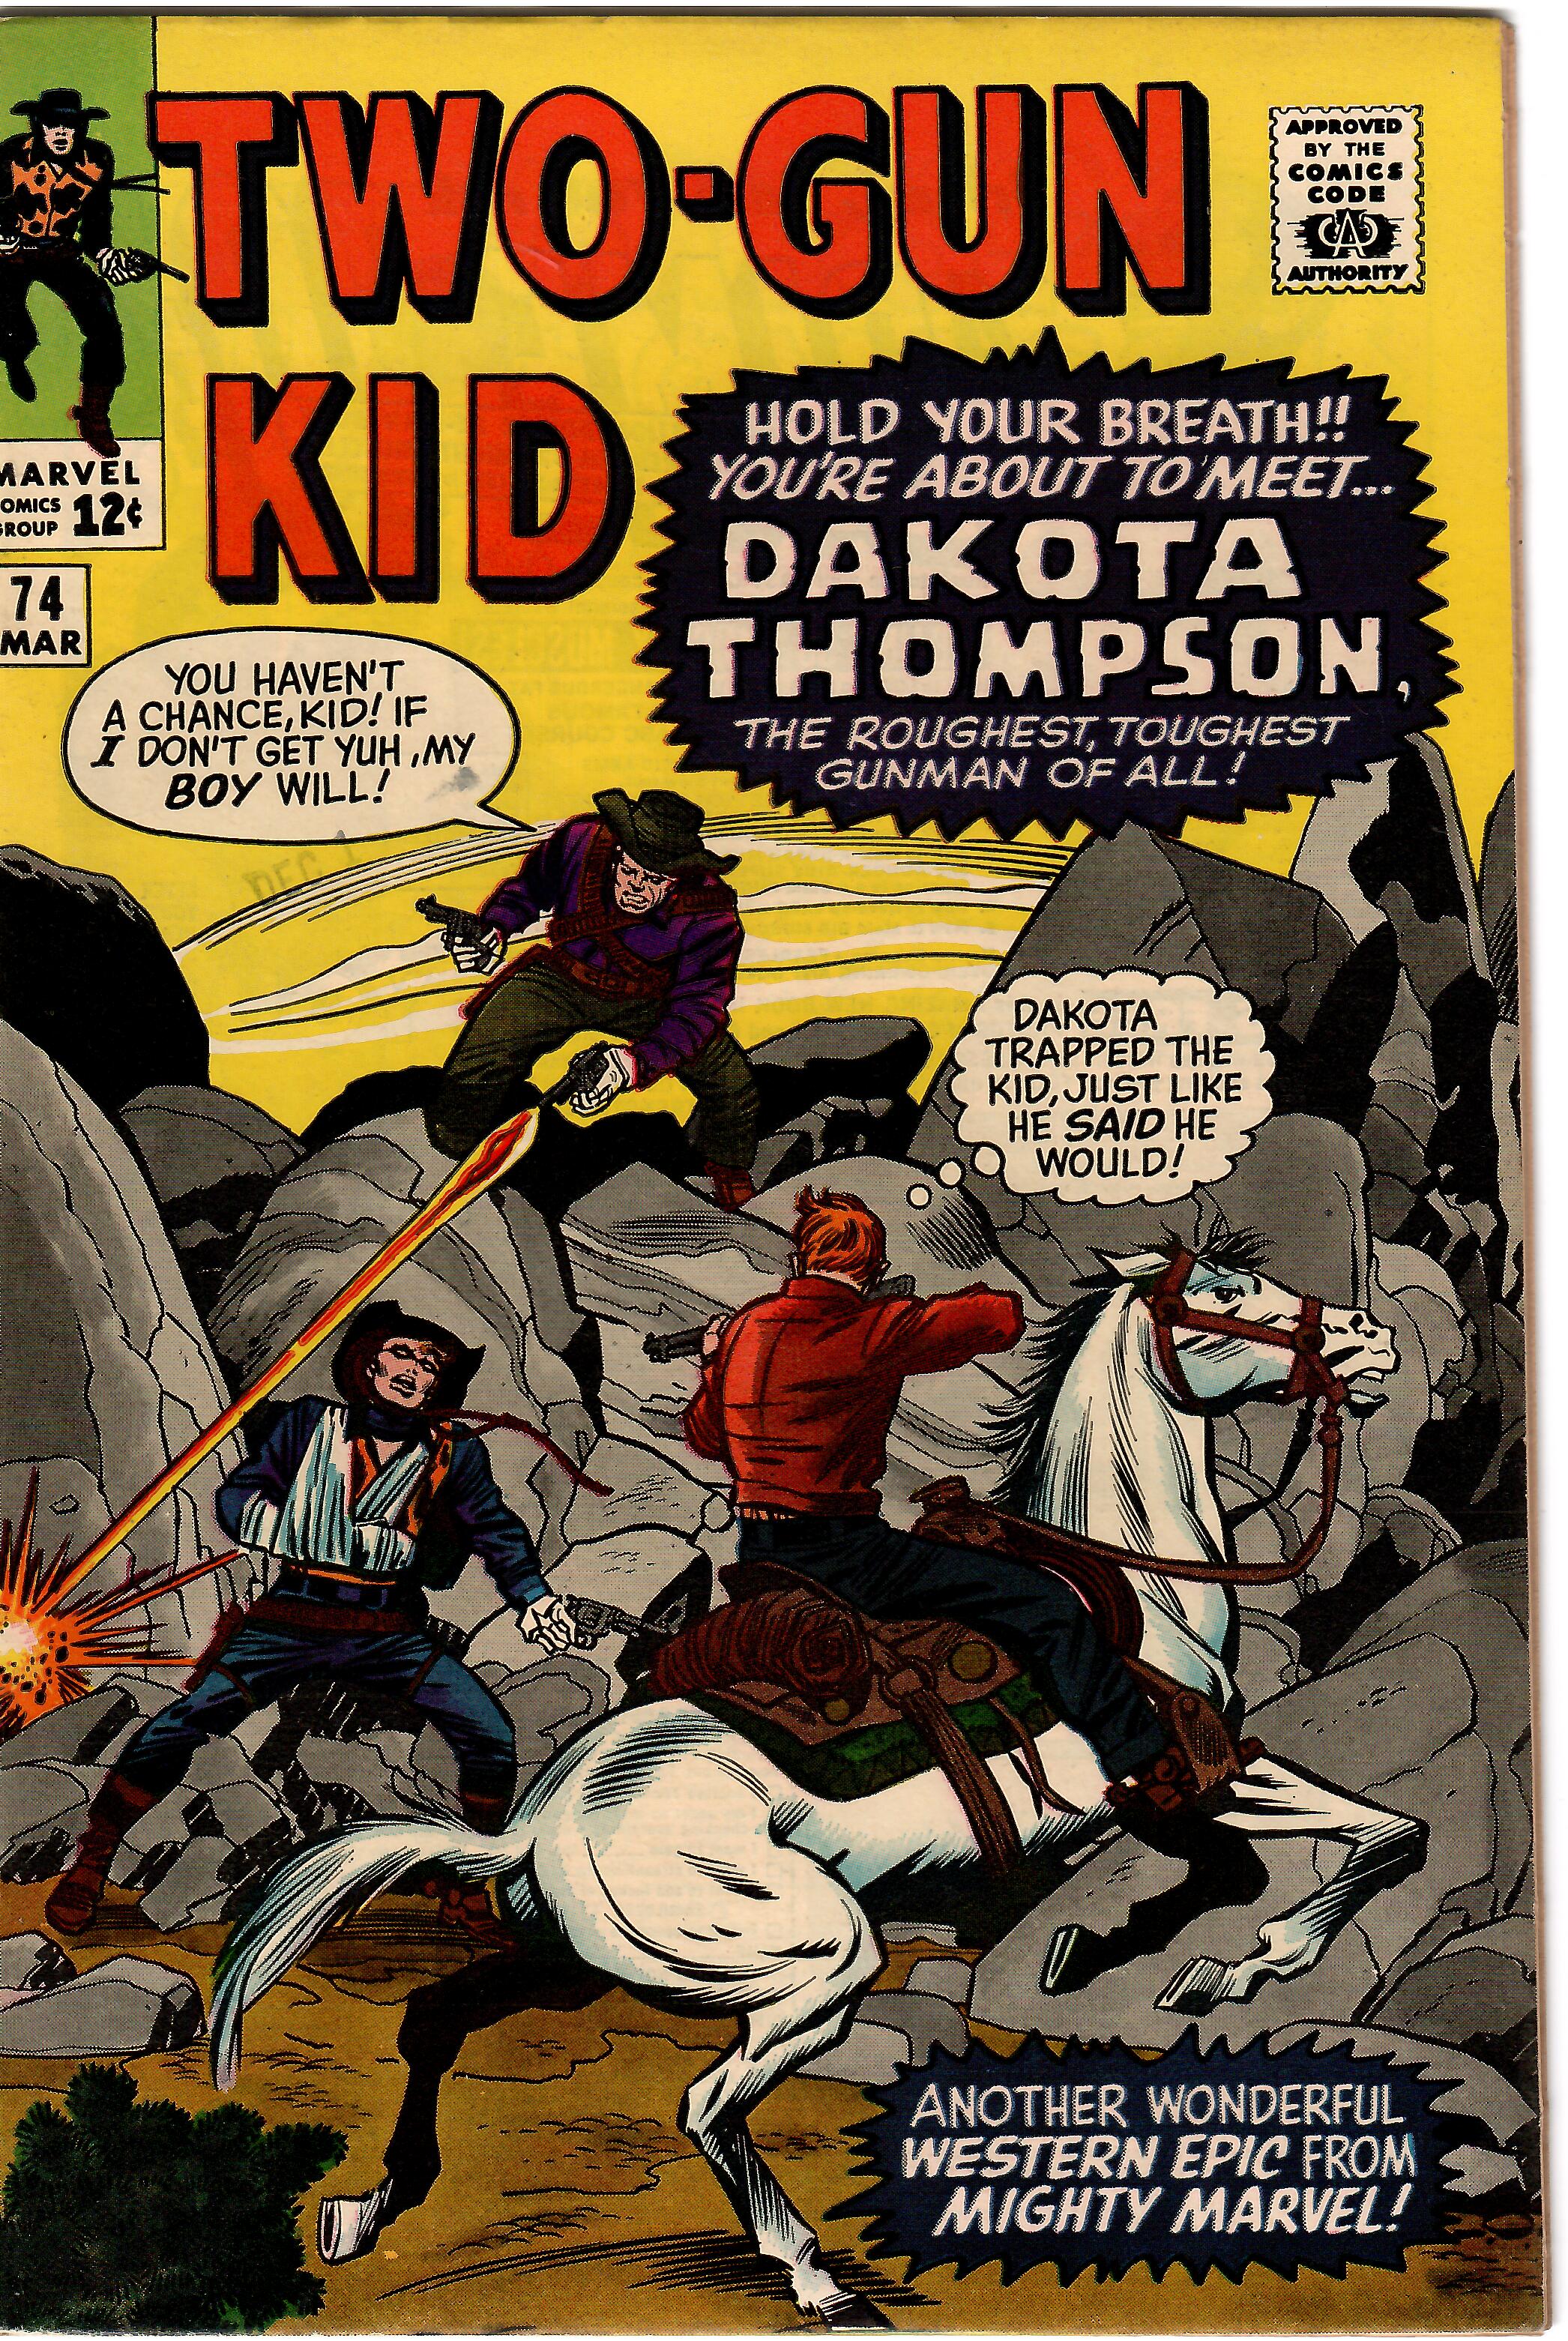 TWO-GUN
KID
APPROVED
BY THE
COMICS
CODE
CA
AUTHORITY
MARVEL
COMICS
GROUP 12¢
74
MAR
HOLD YOUR BREATH!!
YOU'RE ABOUT TO MEET...
DAKOTA
THOMPSON,
THE ROUGHEST, TOUGHEST
GUNMAN OF ALL!
YOU HAVEN'T
A CHANCE, KID! IF
I DON'T GET YUH, MY
BOY WILL!
DAKOTA
TRAPPED THE
KID, JUST LIKE
HE SAID HE
WOULD!
ANOTHER WONDERFUL
WESTERN EPIC FROM
MIGHTY MARVEL!